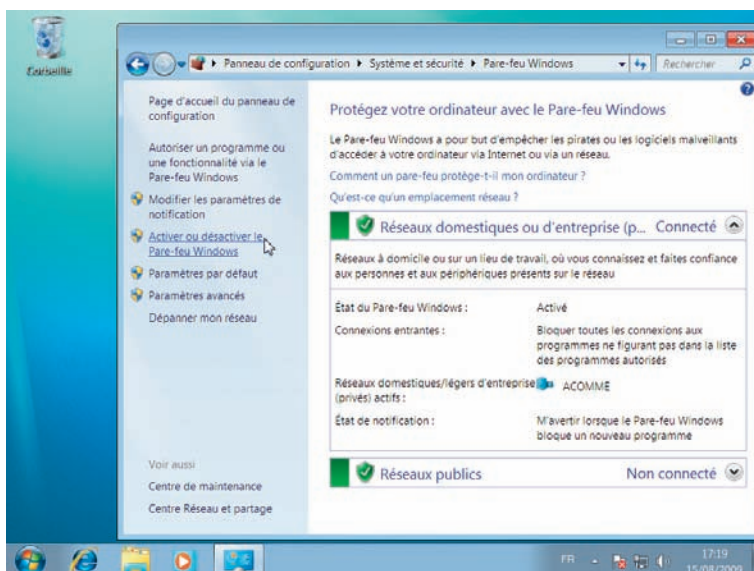 Corbeille
Panneau de configuration ▸ Système et sécurité ▸ Pare-feu Windows
Rechercher
Page d'accueil du panneau de
configuration
Autoriser un programme ou
une fonctionnalité via le
Pare-feu Windows
Modifier les paramètres de
notification
Activer ou désactiver le
Pare-feu Windows
Paramètres par défaut
Paramètres avancés
Dépanner mon réseau
Voir aussi
Centre de maintenance
Centre Réseau et partage
Protégez votre ordinateur avec le Pare-feu Windows
Le Pare-feu Windows a pour but d'empêcher les pirates ou les logiciels malveillants
d'accéder à votre ordinateur via Internet ou via un réseau.
Comment un pare-feu protège-t-il mon ordinateur ?
Qu'est-ce qu'un emplacement réseau ?
Réseaux domestiques ou d'entreprise (p... Connecté
Réseaux à domicile ou sur un lieu de travail, où vous connaissez et faites confiance
aux personnes et aux périphériques présents sur le réseau
État du Pare-feu Windows : Activé
Connexions entrantes : Bloquer toutes les connexions aux
programmes ne figurant pas dans la liste
des programmes autorisés
Réseaux domestiques/légers d'entreprise ACOMME
(privés) actifs :
État de notification : M'avertir lorsque le Pare-feu Windows
bloque un nouveau programme
Réseaux publics Non connecté
FR
17:19
15/08/2009